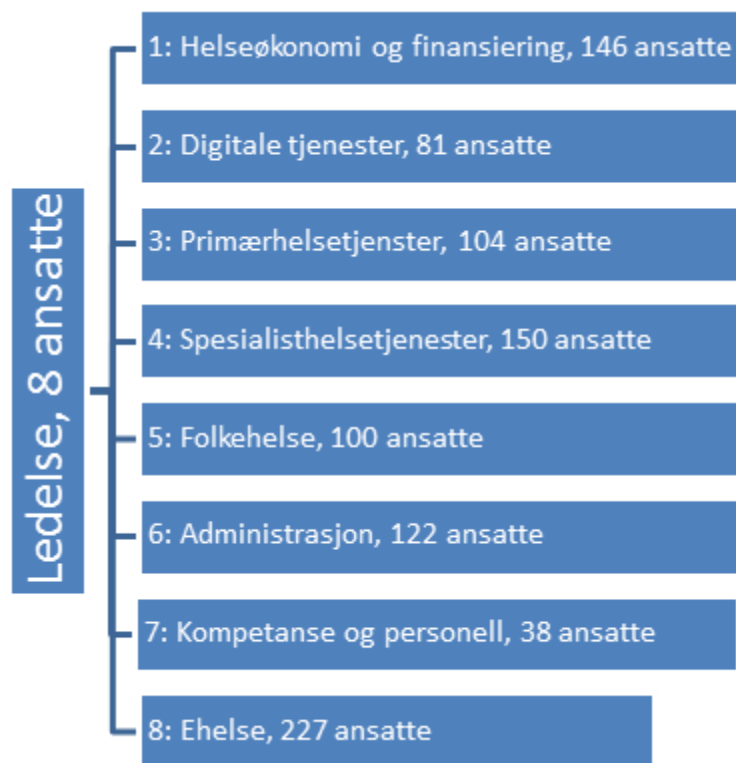 Ledelse, 8 ansatte
1: Helseøkonomi og finansiering, 146 ansatte
2: Digitale tjenester, 81 ansatte
3: Primærhelsetjenster, 104 ansatte
4: Spesialisthelsetjenester, 150 ansatte
5: Folkehelse, 100 ansatte
6: Administrasjon, 122 ansatte
7: Kompetanse og personell, 38 ansatte
8: Ehelse, 227 ansatte